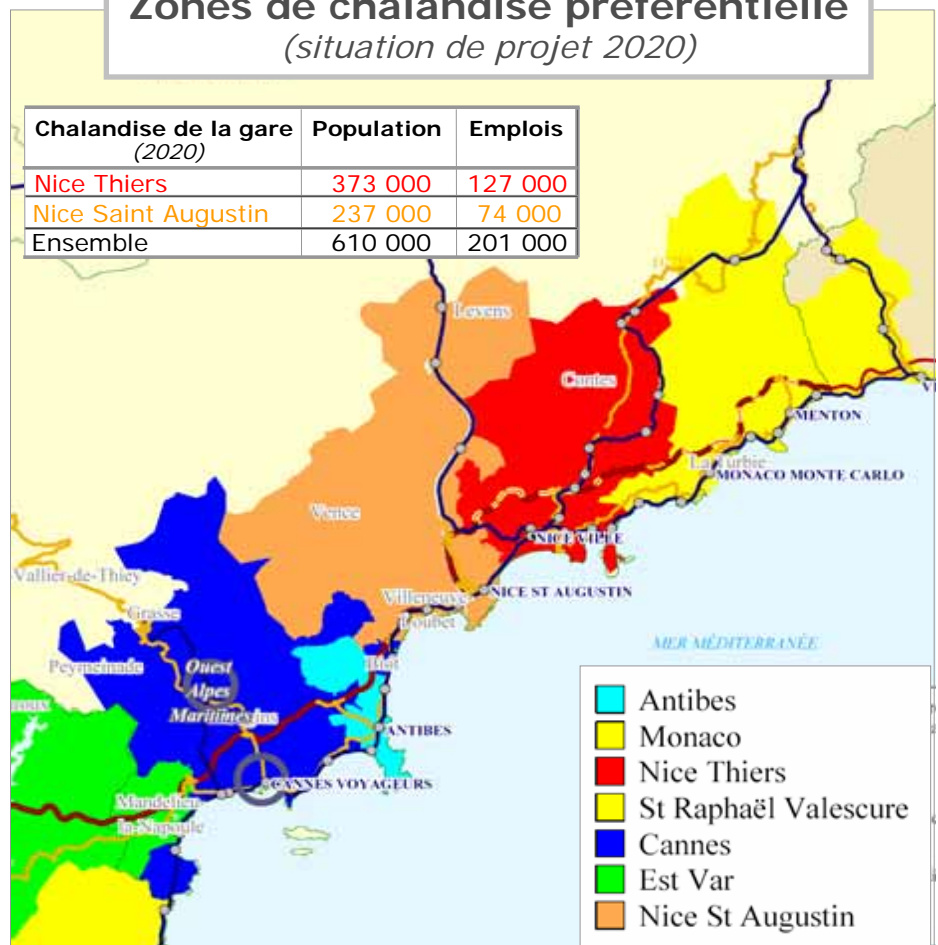 Zones de chalandise préférentielle
(situation de projet 2020)
Chalandise de la gare (2020) Population Emplois
Nice Thiers 373 000 127 000
Nice Saint Augustin 237 000 74 000
Ensemble 610 000 201 000
Levens
Contes
MENTON
La Turbie
MONACO MONTE CARLO
Vence
NICE VILLE
Vallier-de-Thiey
NICE ST AUGUSTIN
Villeneuve
Loubet
Grasse
MER MÉDITERRANÉE
Peymeinade
Ouest
Alpes
Maritimes
Biot
ANTIBES
CANNES VOYAGEURS
Mandelieu
la-Napoule
Antibes
Monaco
Nice Thiers
St Raphaël Valescure
Cannes
Est Var
Nice St Augustin